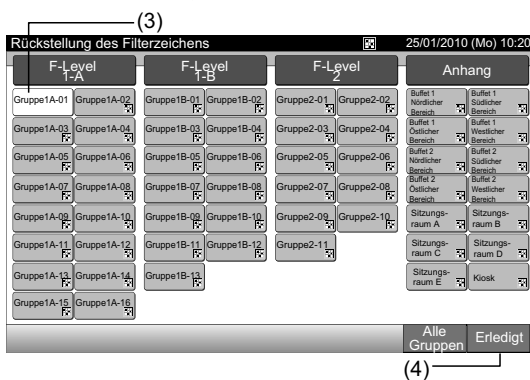 (3)
Rückstellung des Filterzeichens 25/01/2010 (Mo) 10:20
F-Level
1-A
F-Level
1-B
F-Level
2
Anhang
Gruppe1A-01 Gruppe1A-02 Gruppe1B-01 Gruppe1B-02 Gruppe2-01 Gruppe2-02
Buffet 1
Nördlicher
Bereich
Buffet 1
Südlicher
Bereich
Gruppe1A-03 Gruppe1A-04 Gruppe1B-03 Gruppe1B-04 Gruppe2-03 Gruppe2-04
Buffet 1
Östlicher
Bereich
Buffet 1
Westlicher
Bereich
Gruppe1A-05 Gruppe1A-06 Gruppe1B-05 Gruppe1B-06 Gruppe2-05 Gruppe2-06
Buffet 2
Nördlicher
Bereich
Buffet 2
Südlicher
Bereich
Gruppe1A-07 Gruppe1A-08 Gruppe1B-07 Gruppe1B-08 Gruppe2-07 Gruppe2-08
Buffet 2
Östlicher
Bereich
Buffet 2
Westlicher
Bereich
Gruppe1A-09 Gruppe1A-10 Gruppe1B-09 Gruppe1B-10 Gruppe2-09 Gruppe2-10
Sitzungs-
raum A
Sitzungs-
raum B
Gruppe1A-11 Gruppe1A-12 Gruppe1B-11 Gruppe1B-12 Gruppe2-11
Sitzungs-
raum C
Sitzungs-
raum D
Gruppe1A-13 Gruppe1A-14 Gruppe1B-13
Sitzungs-
raum E
Kiosk
Gruppe1A-15 Gruppe1A-16
Alle
Gruppen
Erledigt
(4)